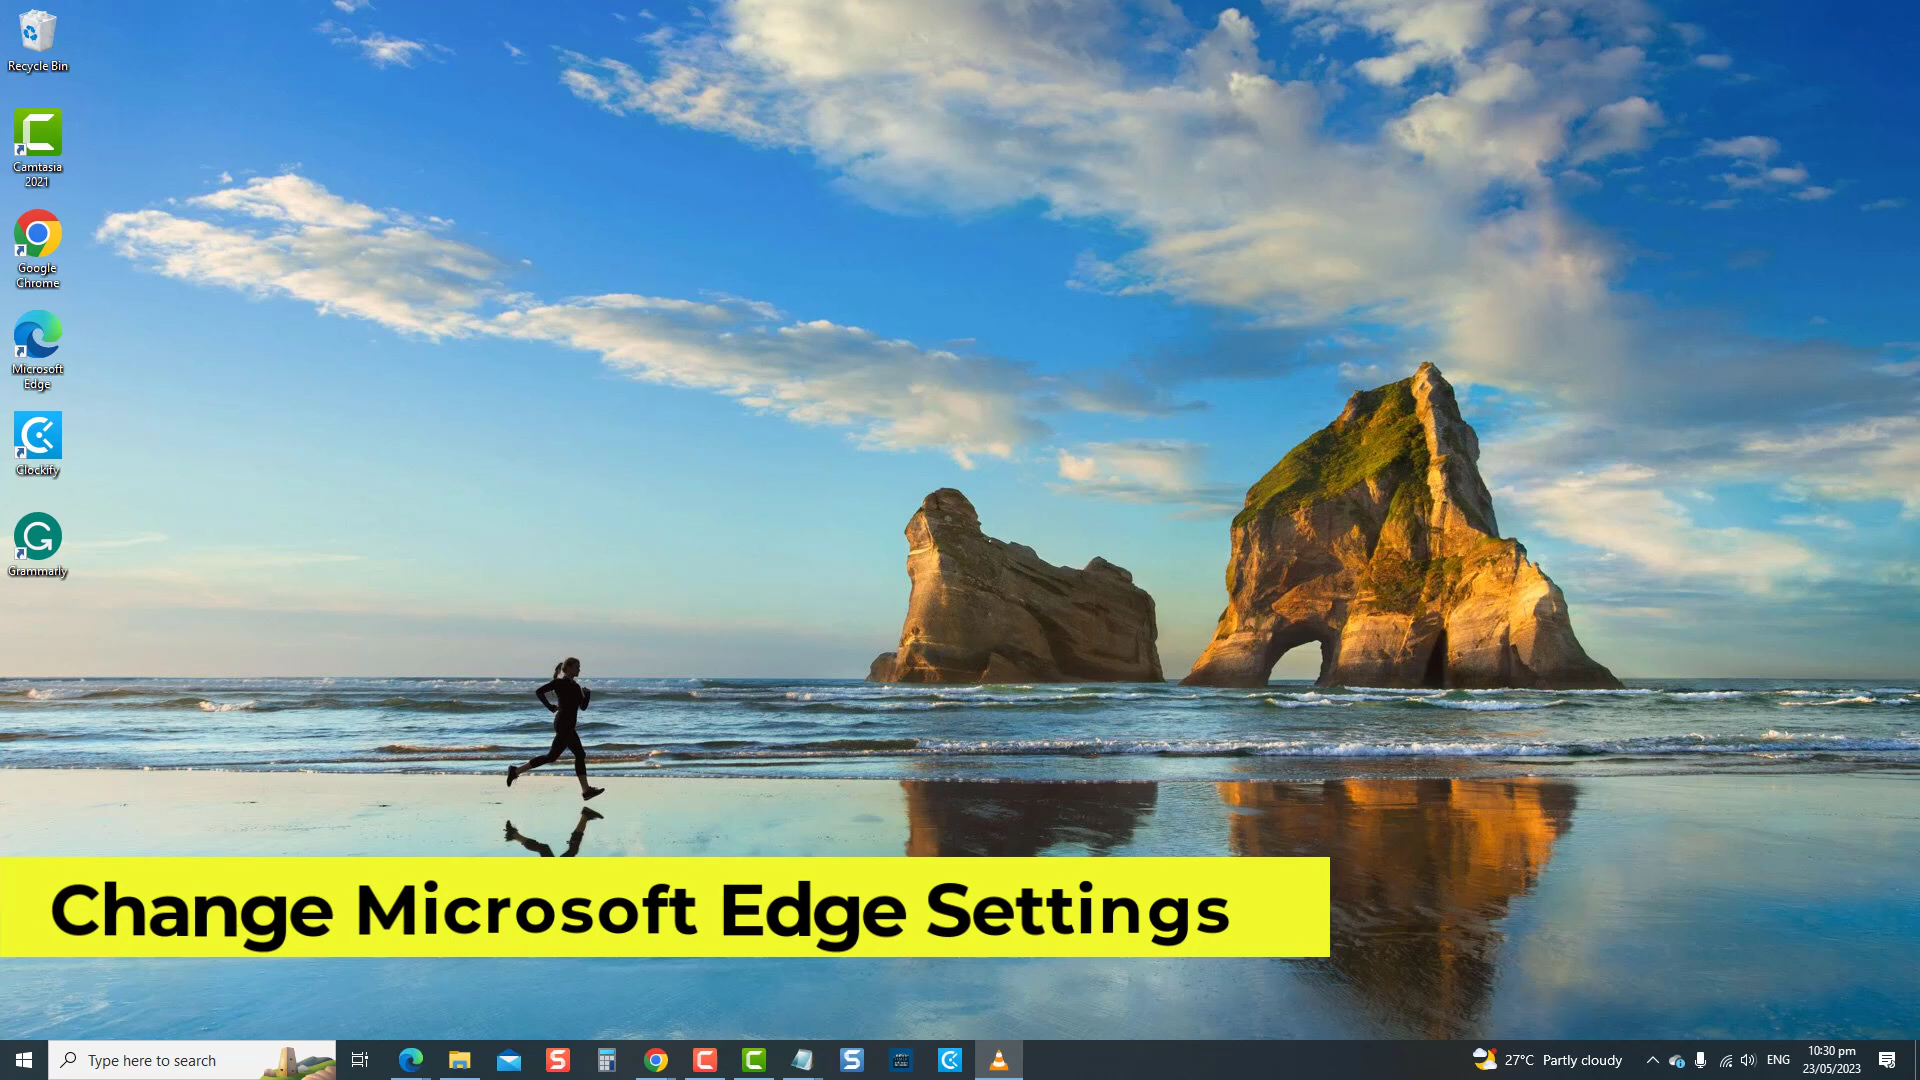 Recycle Bin
Camtasia
2021
Google
Chrome
Microsoft
Edge
Clockify
Grammarly
Change Microsoft Edge Settings
Type here to search
27°C Partly cloudy
ENG
10:30 pm
23/05/2023